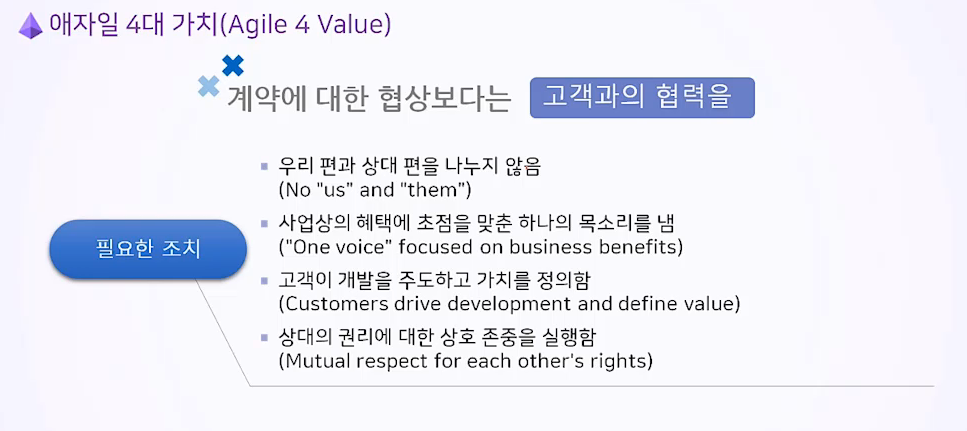 애자일 4대 가치(Agile 4 Value)
계약에 대한 협상보다는 고객과의 협력을
우리 편과 상대 편을 나누지 않음
(No "us" and "them")
사업상의 혜택에 초점을 맞춘 하나의 목소리를 냄
("One voice" focused on business benefits)
필요한 조치
고객이 개발을 주도하고 가치를 정의함
(Customers drive development and define value)
상대의 권리에 대한 상호 존중을 실행함
(Mutual respect for each other's rights)